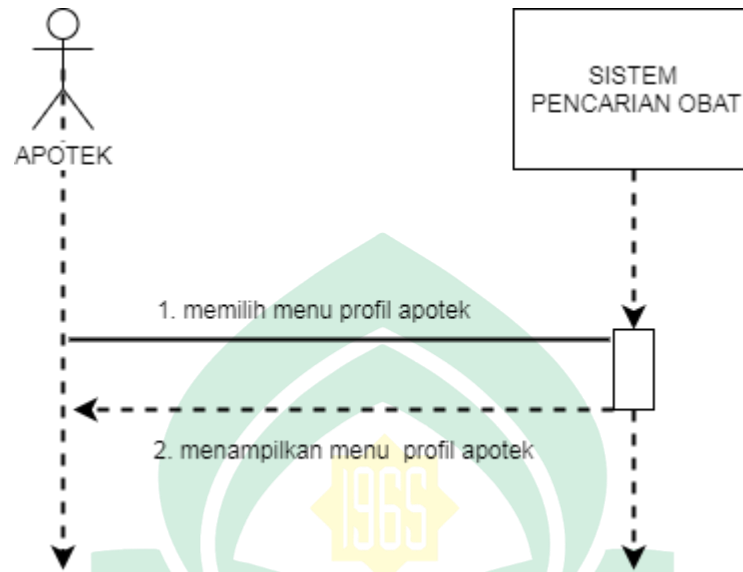 SISTEM
PENCARIAN OBAT
APOTEK
1. memilih menu profil apotek
2. menampilkan menu profil apotek
1965